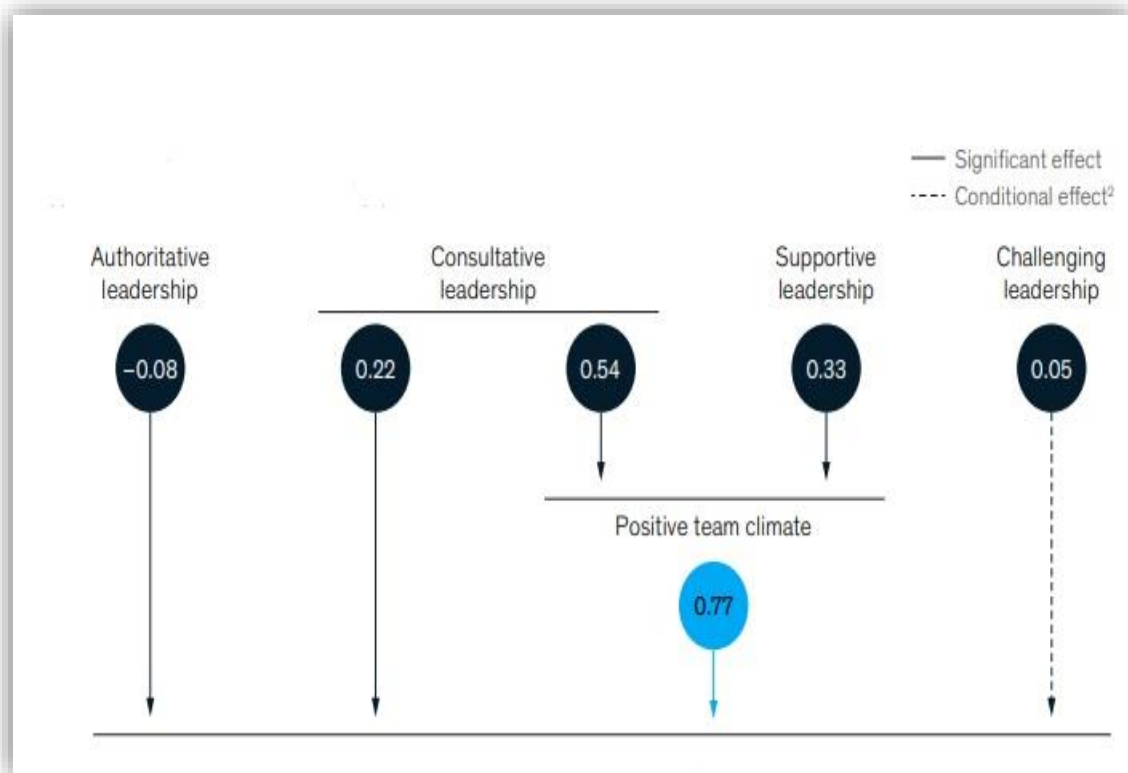 Significant effect
Conditional effect²
Authoritative
leadership
Consultative
leadership
Supportive
leadership
Challenging
leadership
−0.08
0.22
0.54
0.33
0.05
Positive team climate
0.77